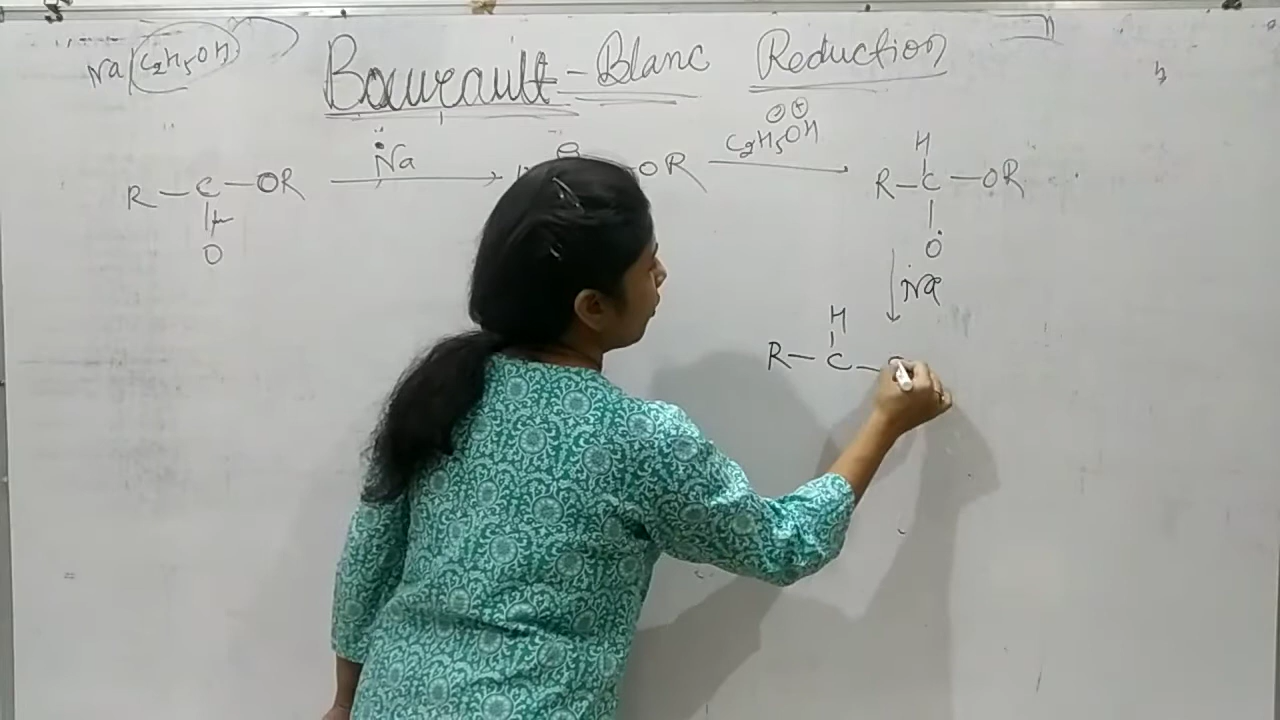 Na/C2H5OH
Bouveault-Blanc Reduction
R—C—OR
O
Na
OR
⊖ ⊕
C2H5OH
H
R—C—OR
O
Na
H
R—C—